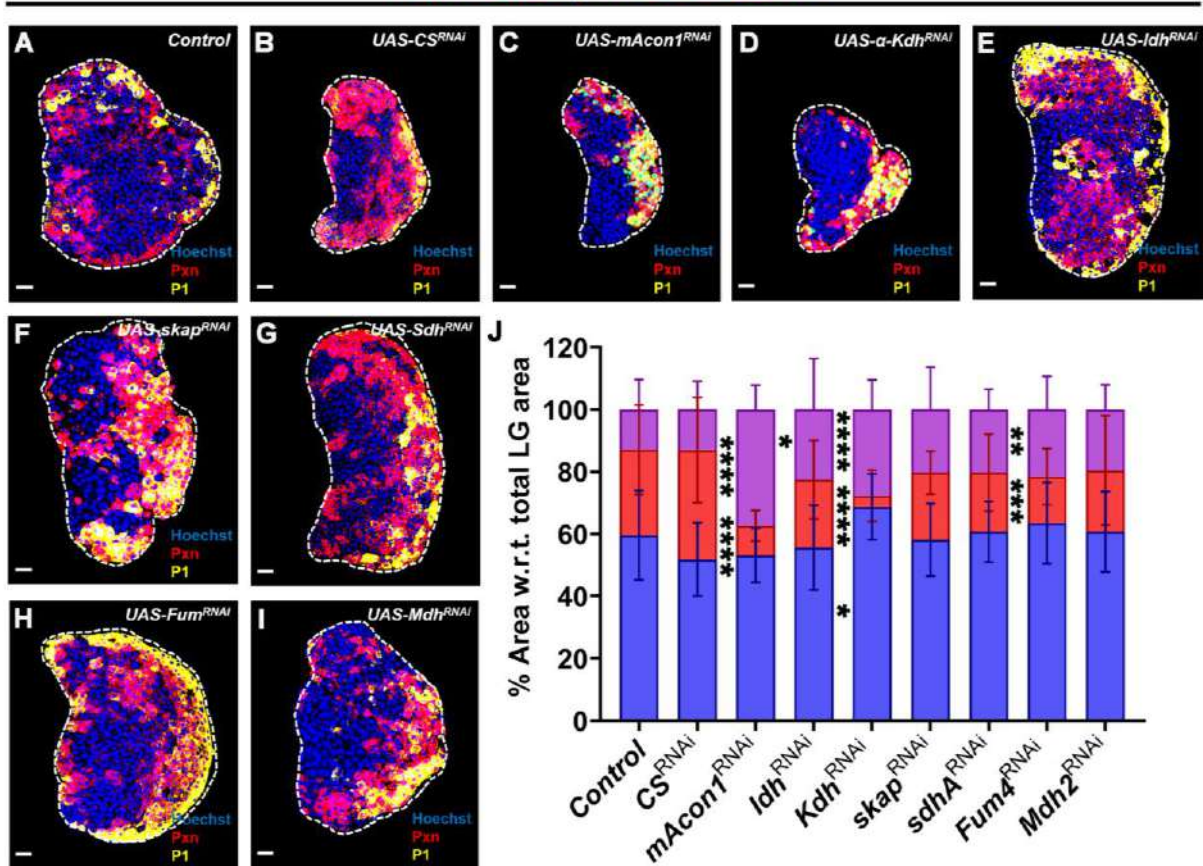 A Control
Hoechst
Pxn
P1
B UAS-CS^RNAi
Hoechst
Pxn
P1
C UAS-mAcon1^RNAi
Hoechst
Pxn
P1
D UAS-α-Kdh^RNAi
Hoechst
Pxn
P1
E UAS-Idh^RNAi
Hoechst
Pxn
P1
F UAS-skap^RNAi
Hoechst
Pxn
P1
G UAS-Sdh^RNAi
Hoechst
Pxn
P1
H UAS-Fum^RNAi
Hoechst
Pxn
P1
I UAS-Mdh^RNAi
Hoechst
Pxn
P1
J
% Area w.r.t. total LG area
120
100
80
60
40
20
0
****
****
****
*
****
****
*
**
***
Control
CS^RNAi
mAcon1^RNAi
Idh^RNAi
Kdh^RNAi
skap^RNAi
sdhA^RNAi
Fum4^RNAi
Mdh2^RNAi